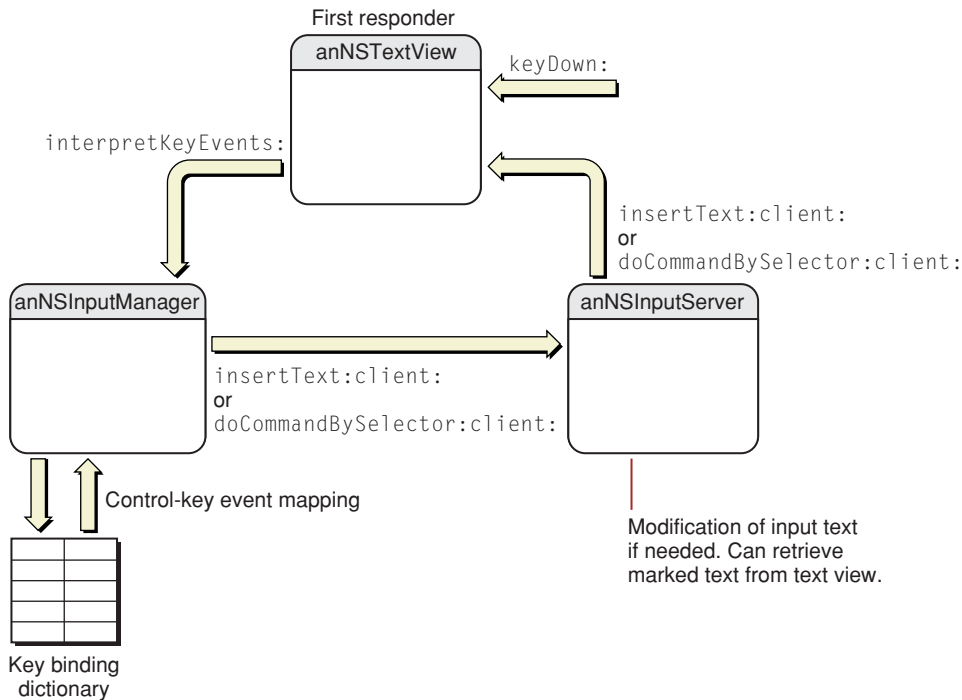 First responder
anNSTextView
keyDown:
interpretKeyEvents:
insertText:client:
or
doCommandBySelector:client:
anNSInputManager
anNSInputServer
insertText:client:
or
doCommandBySelector:client:
Control-key event mapping
Modification of input text
if needed. Can retrieve
marked text from text view.
Key binding
dictionary